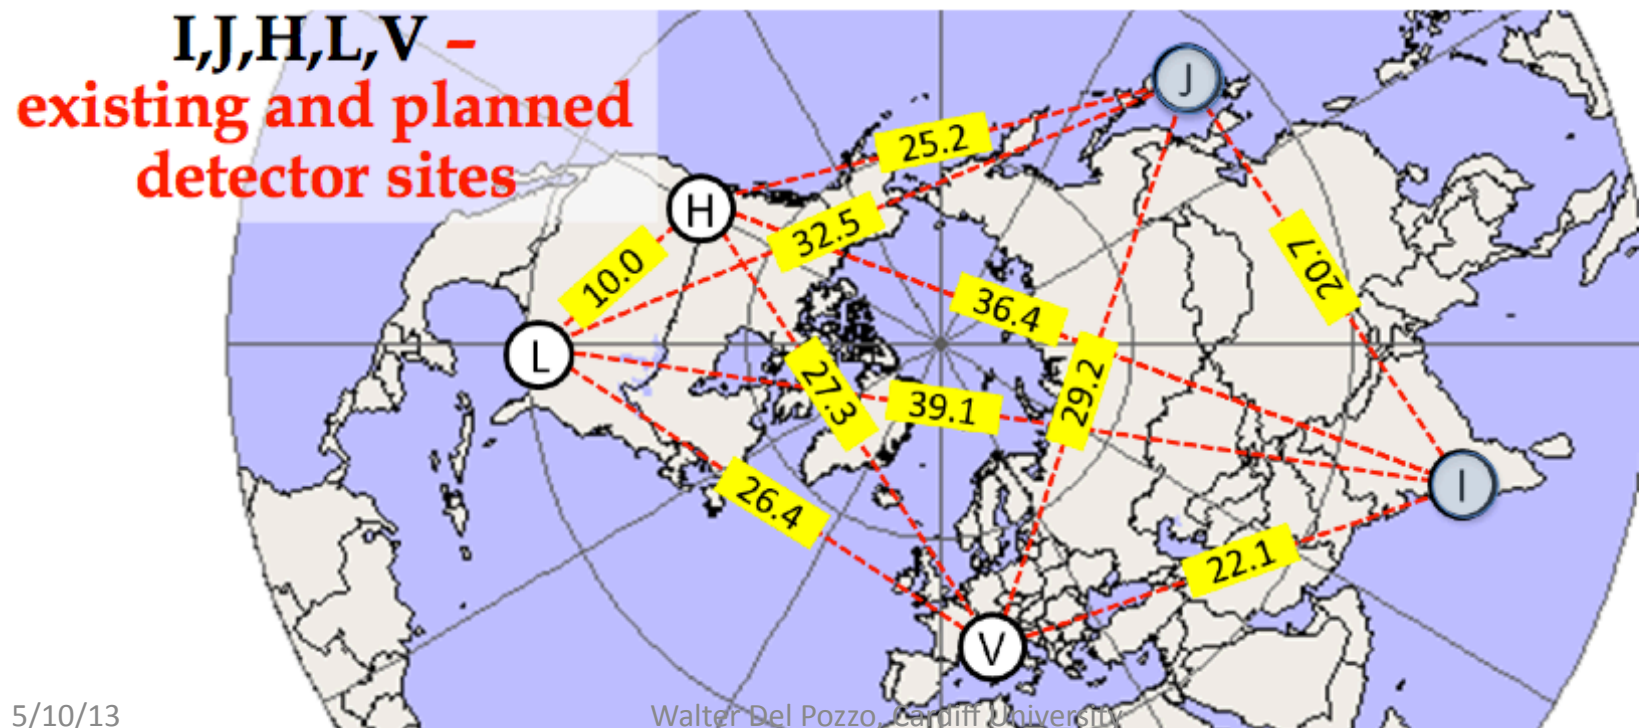 I,J,H,L,V –
existing and planned
detector sites
J
25.2
H
32.5
10.0
20.7
36.4
L
27.3
29.2
39.1
I
26.4
22.1
V
5/10/13
Walter Del Pozzo, Cardiff University